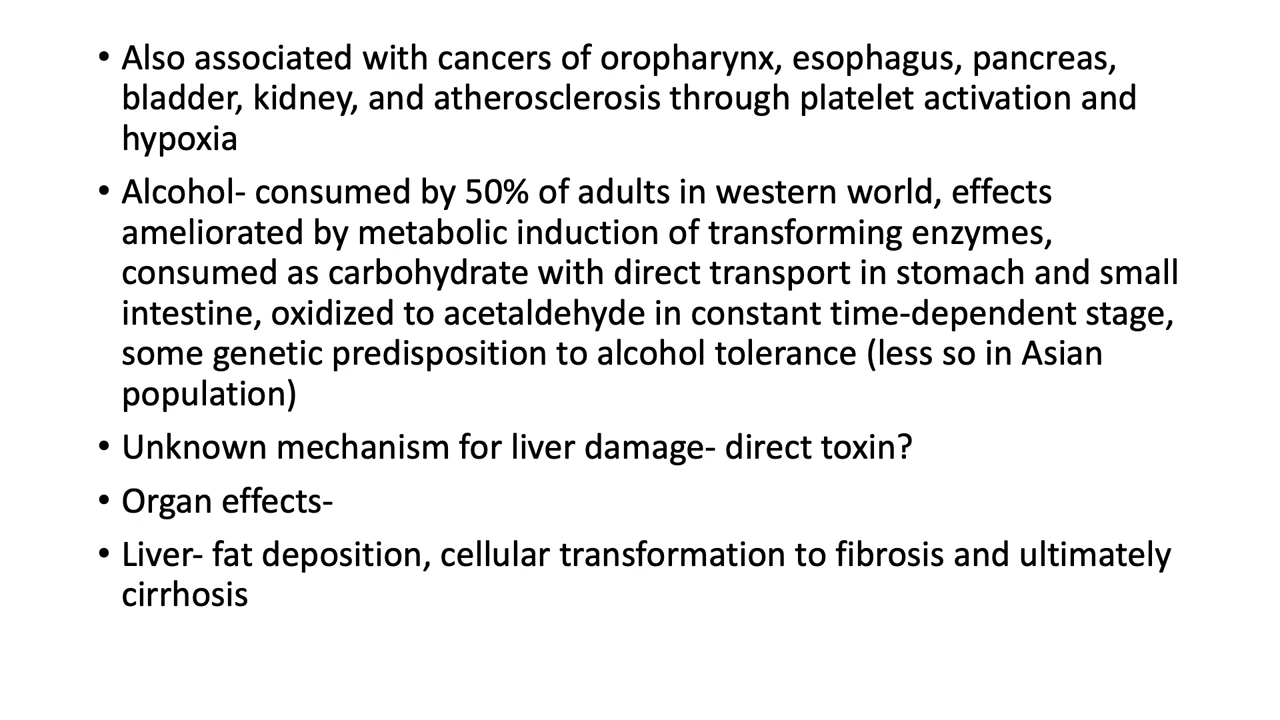 • Also associated with cancers of oropharynx, esophagus, pancreas,
bladder, kidney, and atherosclerosis through platelet activation and
hypoxia
• Alcohol- consumed by 50% of adults in western world, effects
ameliorated by metabolic induction of transforming enzymes,
consumed as carbohydrate with direct transport in stomach and small
intestine, oxidized to acetaldehyde in constant time-dependent stage,
some genetic predisposition to alcohol tolerance (less so in Asian
population)
• Unknown mechanism for liver damage- direct toxin?
• Organ effects-
• Liver- fat deposition, cellular transformation to fibrosis and ultimately
cirrhosis